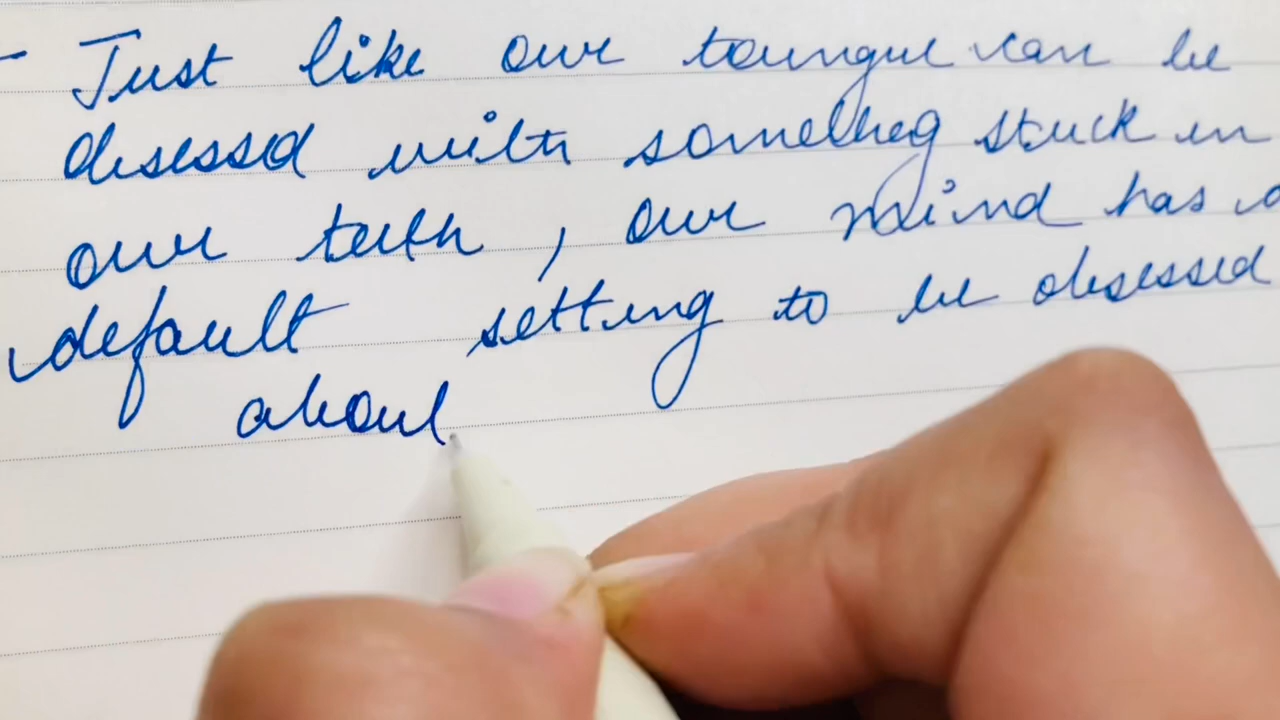 - Just like our toungue can be
obsessed with something stuck in
our teeth, our mind has a
default setting to be obsessed
about